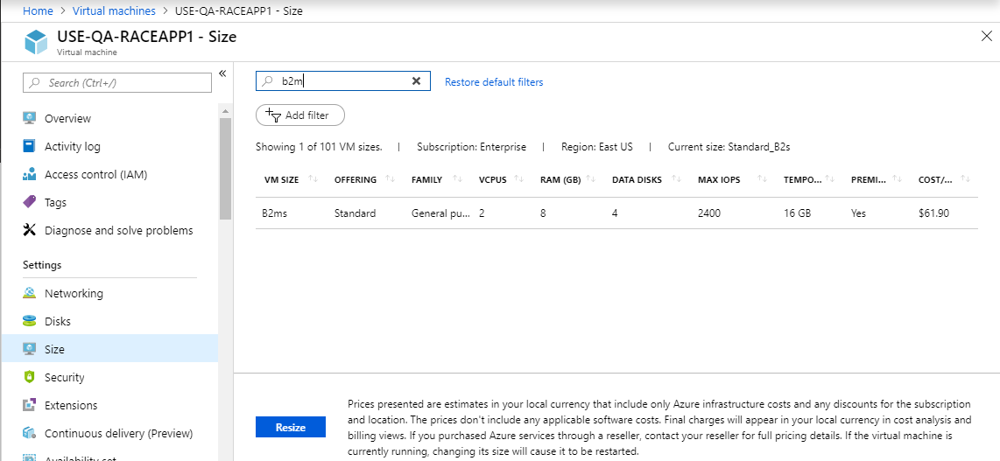 Home > Virtual machines > USE-QA-RACEAPP1 - Size
USE-QA-RACEAPP1 - Size
Virtual machine
Search (Ctrl+/)
Overview
Activity log
Access control (IAM)
Tags
Diagnose and solve problems
Settings
Networking
Disks
Size
Security
Extensions
Continuous delivery (Preview)
Availability set
b2m
Restore default filters
Add filter
Showing 1 of 101 VM sizes. | Subscription: Enterprise | Region: East US | Current size: Standard_B2s
VM SIZE OFFERING FAMILY VCPUS RAM (GB) DATA DISKS MAX IOPS TEMPO... PREMI... COST/...
B2ms Standard General pu... 2 8 4 2400 16 GB Yes $61.90
Resize
Prices presented are estimates in your local currency that include only Azure infrastructure costs and any discounts for the subscription
and location. The prices don't include any applicable software costs. Final charges will appear in your local currency in cost analysis and
billing views. If you purchased Azure services through a reseller, contact your reseller for full pricing details. If the virtual machine is
currently running, changing its size will cause it to be restarted.